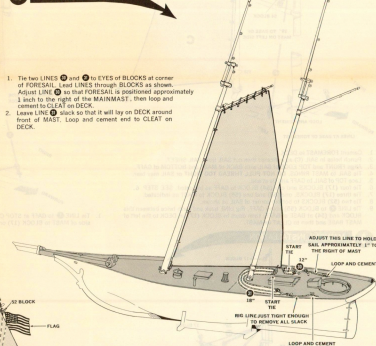 1. Tie two LINES and to EYES of BLOCKS at corner
of FORESAIL. Lead LINES through BLOCKS as shown.
Adjust LINE so that FORESAIL is positioned approximately
1 inch to the right of the MAINMAST, then loop and
cement to CLEAT on DECK.
2. Leave LINE slack so that it will lay on DECK around
front of MAST. Loop and cement end to CLEAT on
DECK.
ADJUST THIS LINE TO HOLD
SAIL APPROXIMATELY 1" TO
THE RIGHT OF MAST
START
TIE
12"
LOOP AND CEMENT
18"
START
TIE
RIG LINE JUST TIGHT ENOUGH
TO REMOVE ALL SLACK
LOOP AND CEMENT
52 BLOCK
FLAG